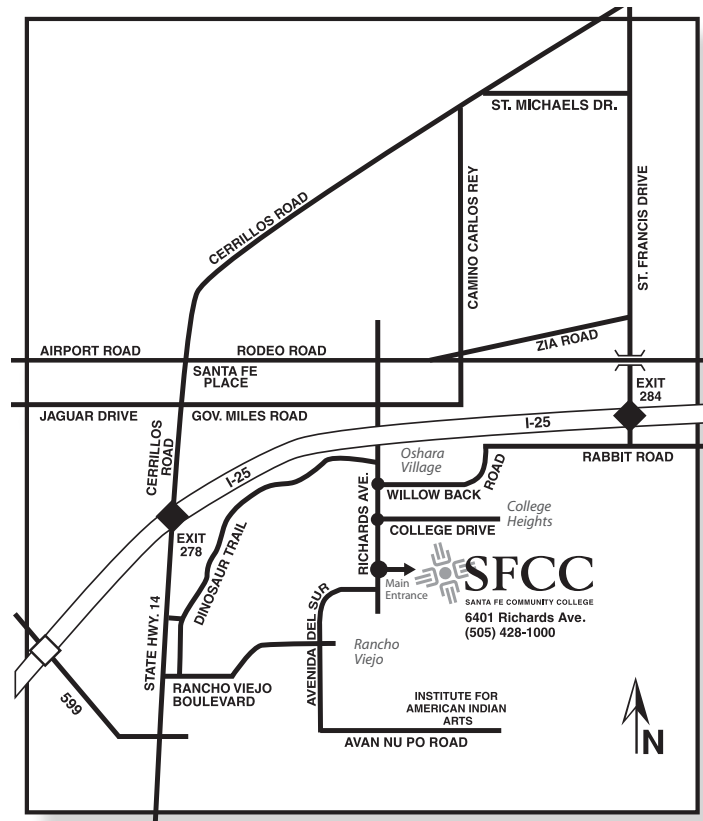 ST. MICHAELS DR.
CERRILLOS ROAD
CAMINO CARLOS REY
ST. FRANCIS DRIVE
ZIA ROAD
AIRPORT ROAD
RODEO ROAD
SANTA FE
PLACE
EXIT
284
JAGUAR DRIVE
GOV. MILES ROAD
I-25
CERRILLOS
ROAD
I-25
Oshara
Village
RABBIT ROAD
ROAD
WILLOW BACK
RICHARDS AVE.
College
Heights
COLLEGE DRIVE
EXIT
278
DINOSAUR TRAIL
Main
Entrance
SFCC
SANTA FE COMMUNITY COLLEGE
6401 Richards Ave.
(505) 428-1000
STATE HWY. 14
AVENIDA DEL SUR
Rancho
Viejo
599
RANCHO VIEJO
BOULEVARD
INSTITUTE FOR
AMERICAN INDIAN
ARTS
AVAN NU PO ROAD
N